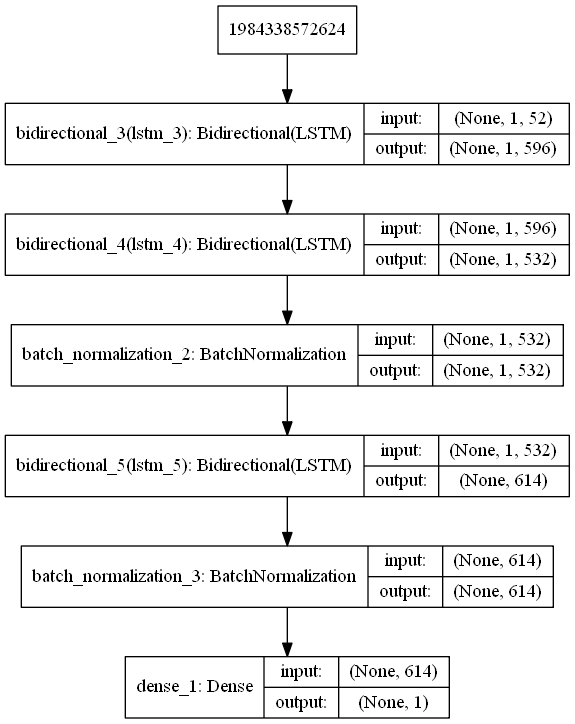 1984338572624
bidirectional_3(lstm_3): Bidirectional(LSTM)
input: (None, 1, 52)
output: (None, 1, 596)
bidirectional_4(lstm_4): Bidirectional(LSTM)
input: (None, 1, 596)
output: (None, 1, 532)
batch_normalization_2: BatchNormalization
input: (None, 1, 532)
output: (None, 1, 532)
bidirectional_5(lstm_5): Bidirectional(LSTM)
input: (None, 1, 532)
output: (None, 614)
batch_normalization_3: BatchNormalization
input: (None, 614)
output: (None, 614)
dense_1: Dense
input: (None, 614)
output: (None, 1)